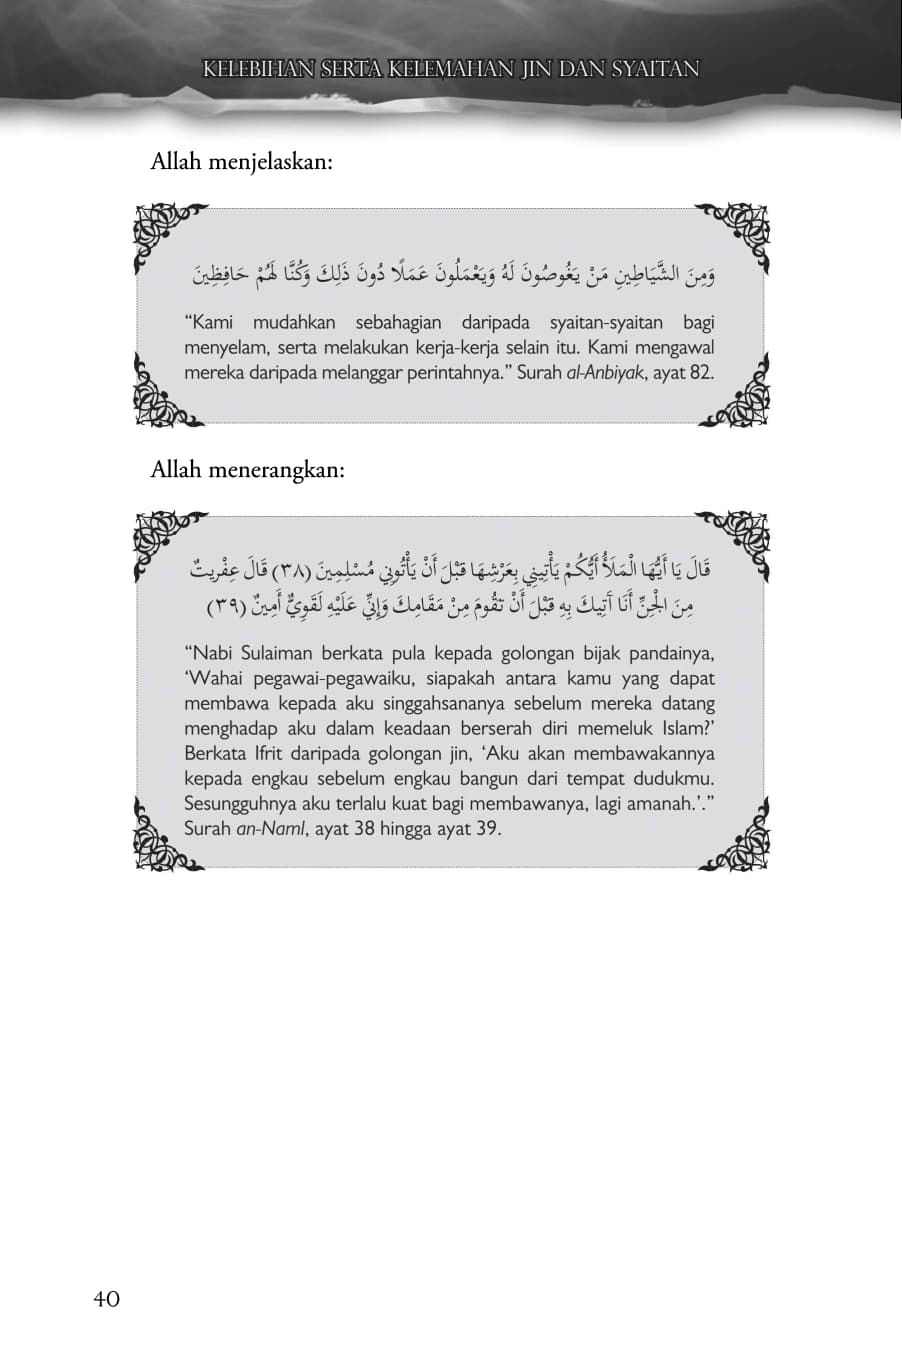 KELEBIHAN SERTA KELEMAHAN JIN DAN SYAITAN
Allah menjelaskan:
وَمِنَ الشَّيَاطِينِ مَنْ يَغُوصُونَ لَهُ وَيَعْمَلُونَ عَمَلًا دُونَ ذَلِكَ وَكُنَّا لَهُمْ حَافِظِينَ
“Kami mudahkan sebahagian daripada syaitan-syaitan bagi
menyelam, serta melakukan kerja-kerja selain itu. Kami mengawal
mereka daripada melanggar perintahnya.” Surah al-Anbiyak, ayat 82.
Allah menerangkan:
قَالَ يَا أَيُّهَا الْمَلَأُ أَيُّكُمْ يَأْتِينِي بِعَرْشِهَا قَبْلَ أَنْ يَأْتُونِي مُسْلِمِينَ (٣٨) قَالَ عِفْرِيتٌ
مِنَ الْجِنِّ أَنَا آَتِيكَ بِهِ قَبْلَ أَنْ تَقُومَ مِنْ مَقَامِكَ وَإِنِّي عَلَيْهِ لَقَوِيٌّ أَمِينٌ (٣٩)
“Nabi Sulaiman berkata pula kepada golongan bijak pandainya,
‘Wahai pegawai-pegawaiku, siapakah antara kamu yang dapat
membawa kepada aku singgahsananya sebelum mereka datang
menghadap aku dalam keadaan berserah diri memeluk Islam?’
Berkata Ifrit daripada golongan jin, ‘Aku akan membawakannya
kepada engkau sebelum engkau bangun dari tempat dudukmu.
Sesungguhnya aku terlalu kuat bagi membawanya, lagi amanah.’.”
Surah an-Naml, ayat 38 hingga ayat 39.
40